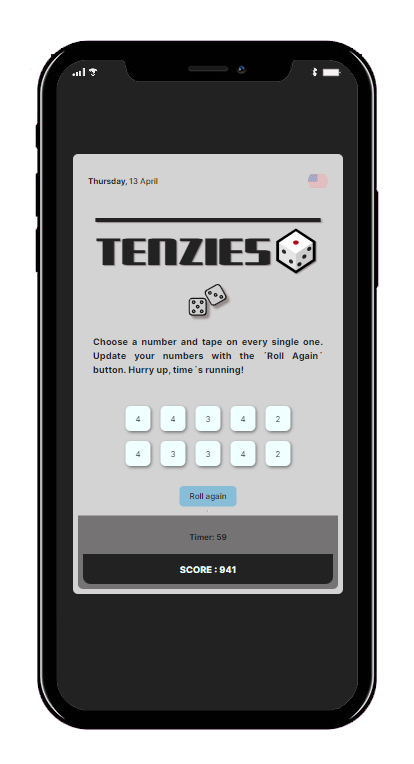 Thursday, 13 April
TENZIES
Choose a number and tape on every single one.
Update your numbers with the ´Roll Again´
button. Hurry up, time´s running!
4 4 3 4 2
4 3 3 4 2
Roll again
Timer: 59
SCORE : 941